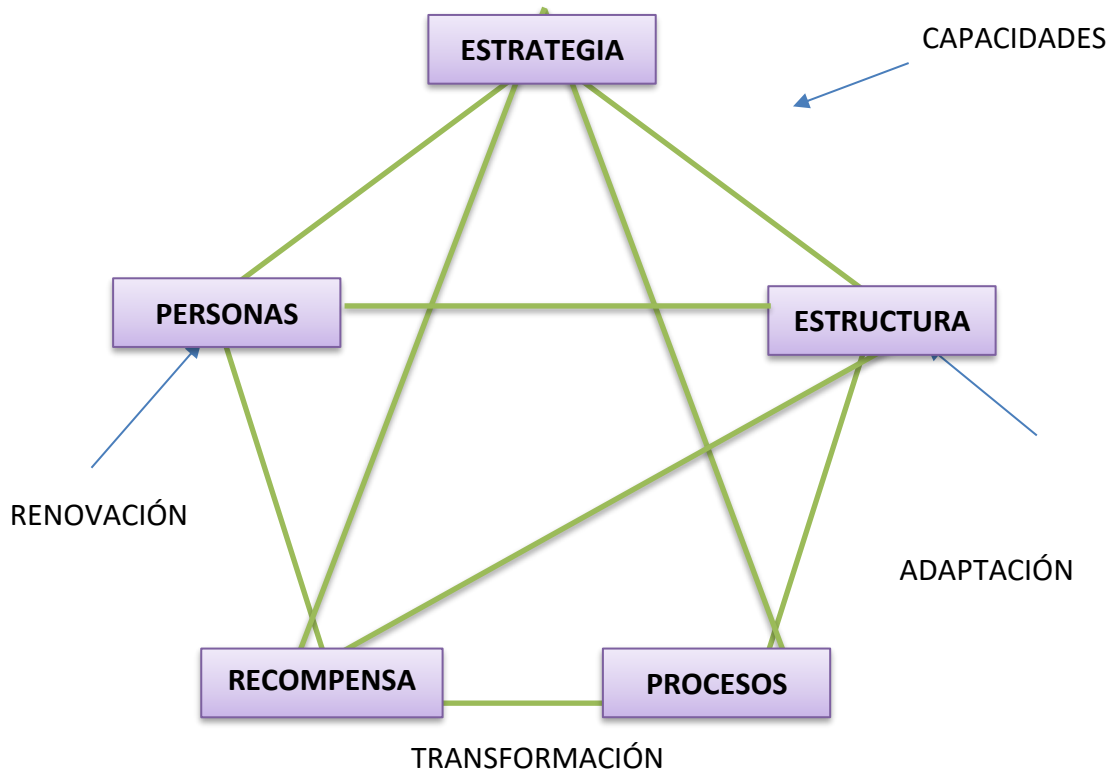 ESTRATEGIA
CAPACIDADES
PERSONAS
ESTRUCTURA
RENOVACIÓN
ADAPTACIÓN
RECOMPENSA
PROCESOS
TRANSFORMACIÓN